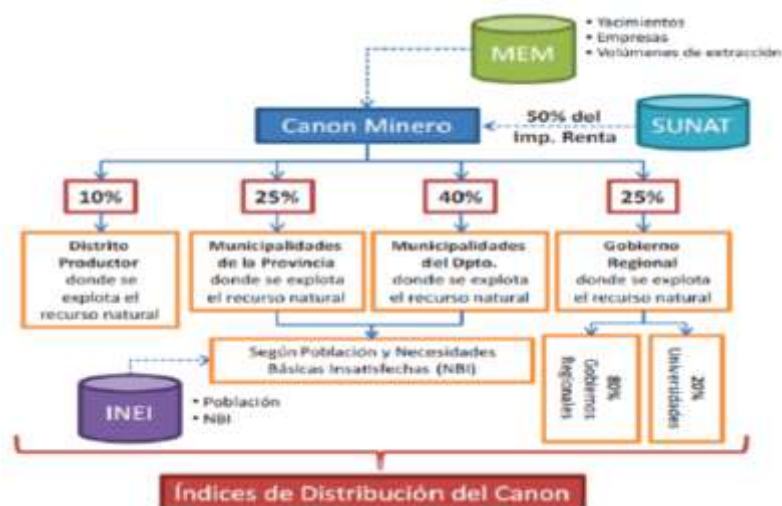 MEM
• Yacimientos
• Empresas
• Volúmenes de extracción
Canon Minero
50% del
Imp. Renta
SUNAT
10%
25%
40%
25%
Distrito
Productor
donde se
explota el
recurso natural
Municipalidades
de la Provincia
donde se explota
el recurso natural
Municipalidades
del Dpto.
donde se explota
el recurso natural
Gobierno
Regional
donde se explota
el recurso natural
Según Población y Necesidades
Básicas Insatisfechas (NBI)
INEI
• Población
• NBI
80%
Gobiernos
Regionales
20%
Universidades
Índices de Distribución del Canon